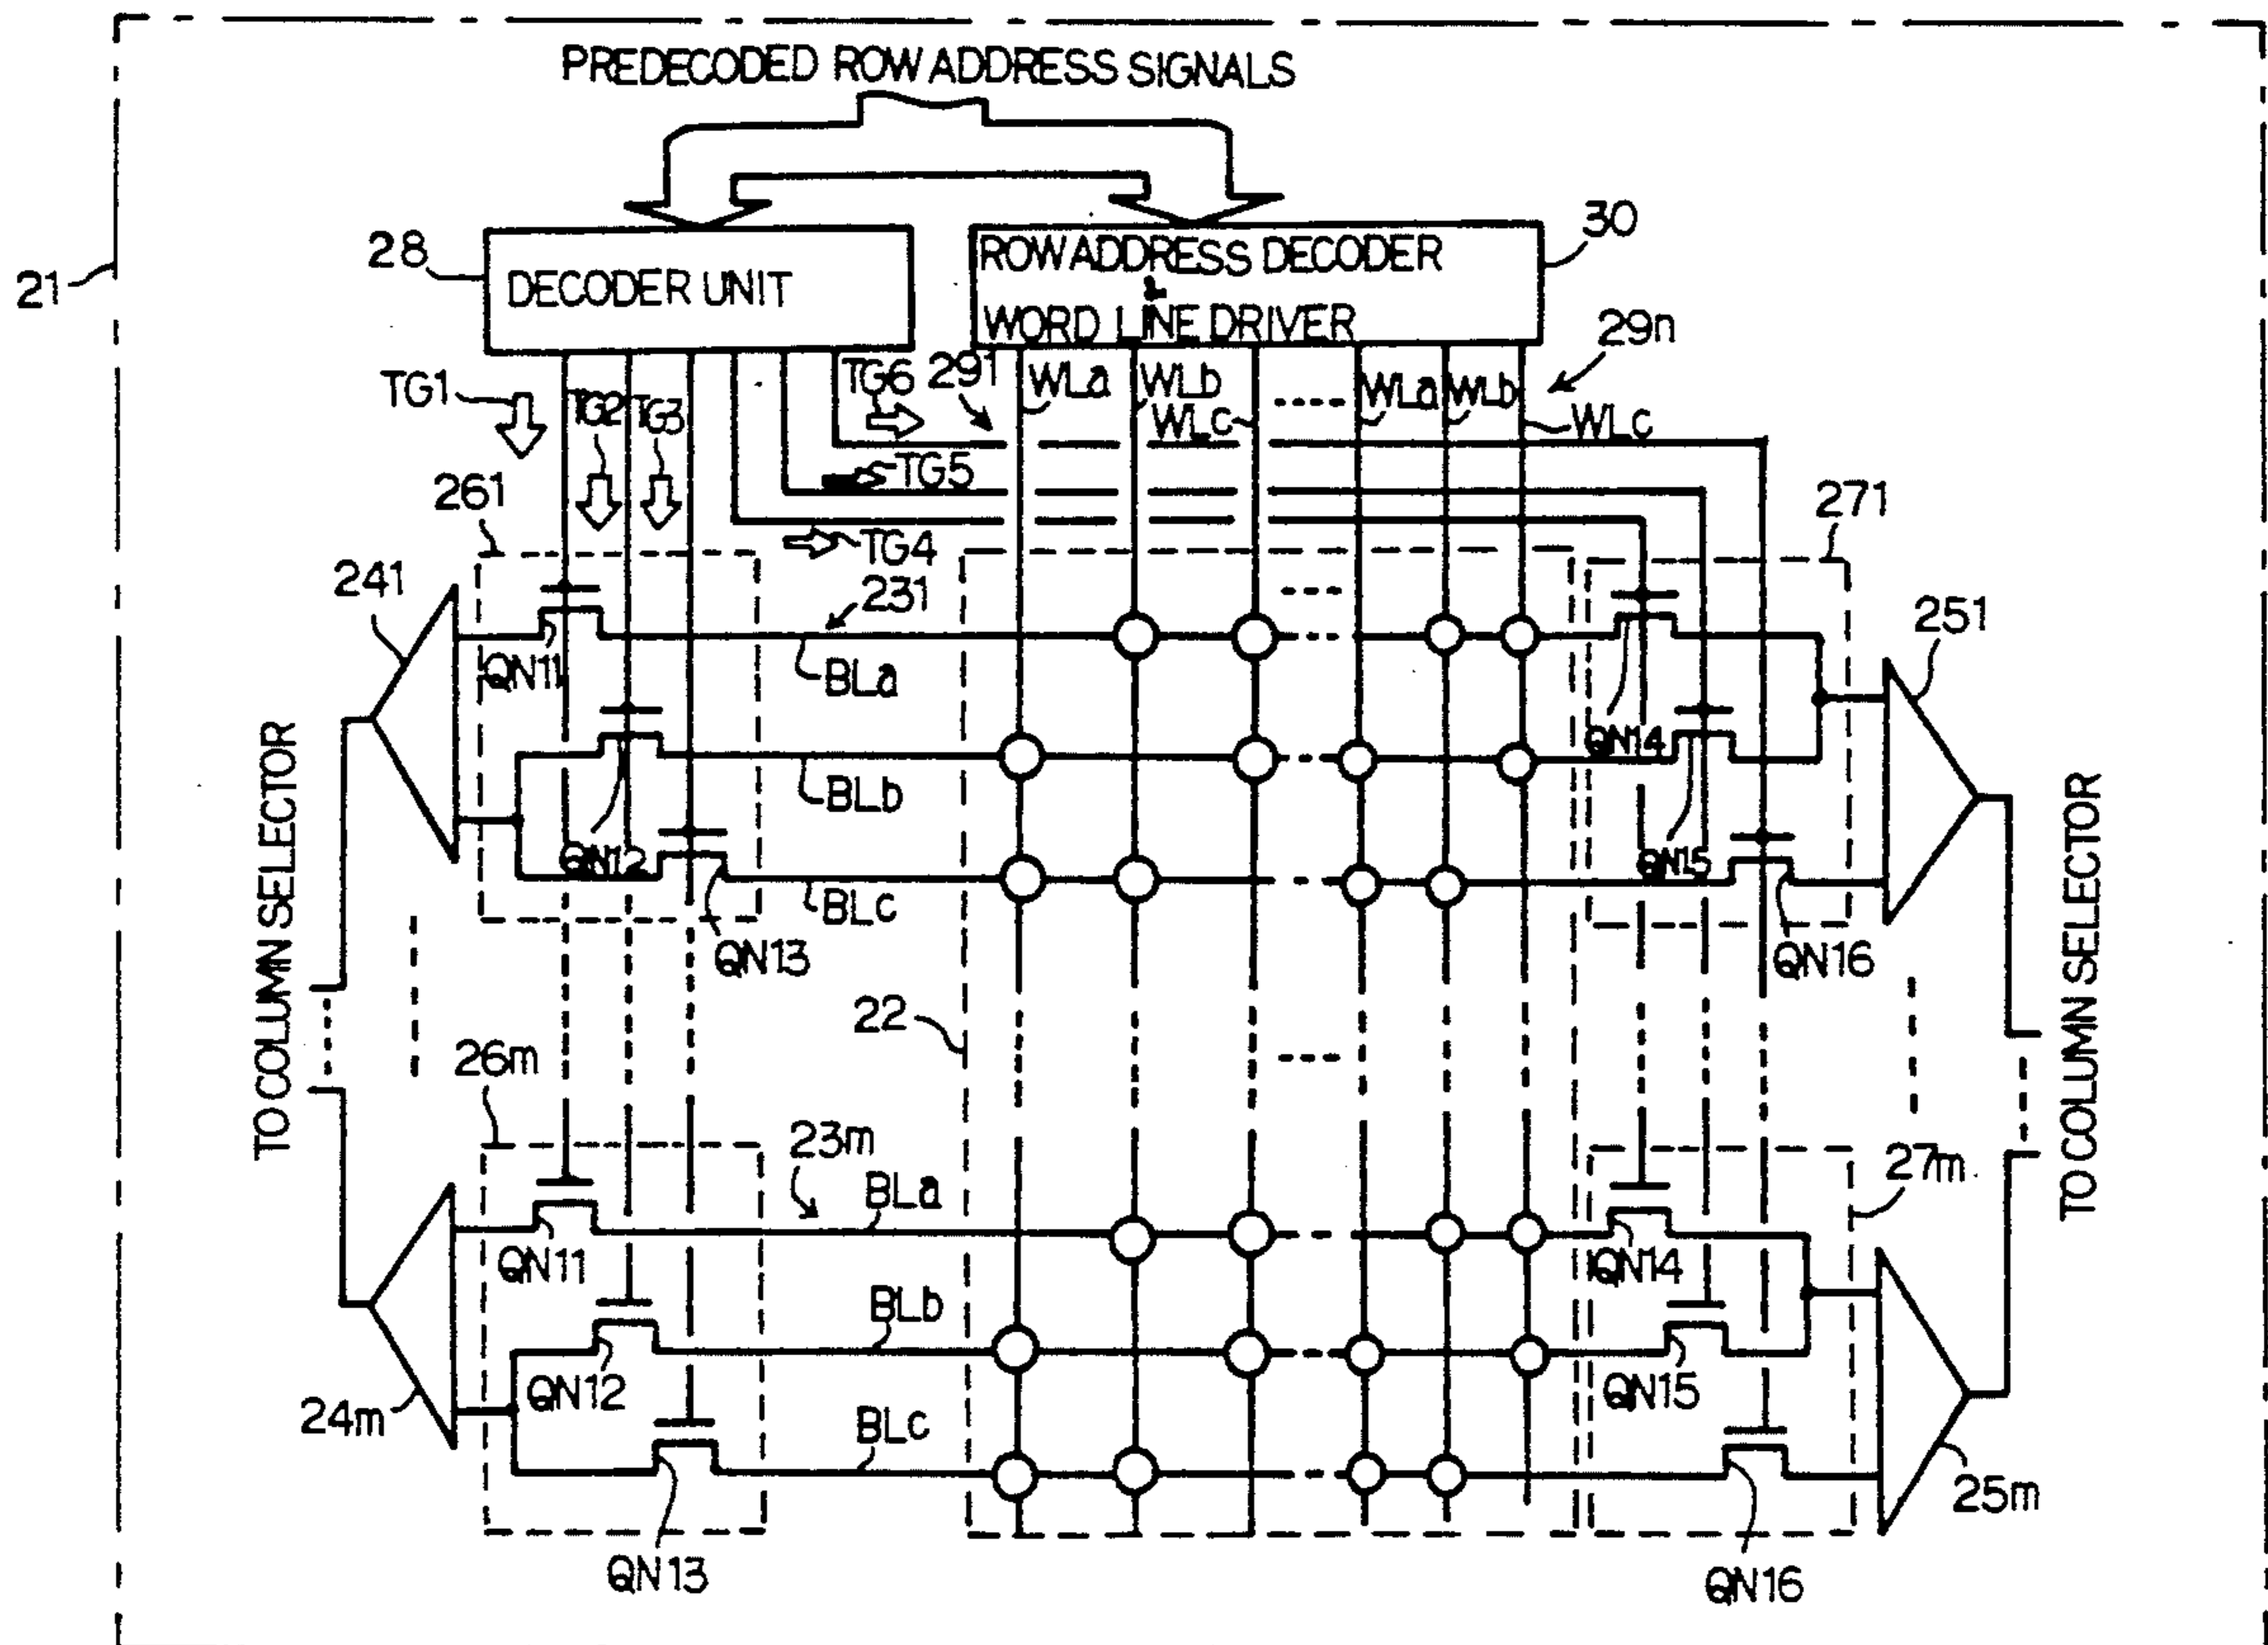 PREDECODED ROW ADDRESS SIGNALS
21
28
DECODER UNIT
30
ROW ADDRESS DECODER
&
WORD LINE DRIVER
29n
TG1
TG2
TG3
TG6
291
WLa
WLb
WLc
WLa
WLb
WLc
TG5
TG4
261
271
241
231
251
QN11
BLa
QN14
BLb
QN12
QN15
BLc
QN13
QN16
TO COLUMN SELECTOR
TO COLUMN SELECTOR
22
26m
23m
27m
BLa
QN11
QN14
BLb
QN12
QN15
24m
BLc
25m
QN13
QN16